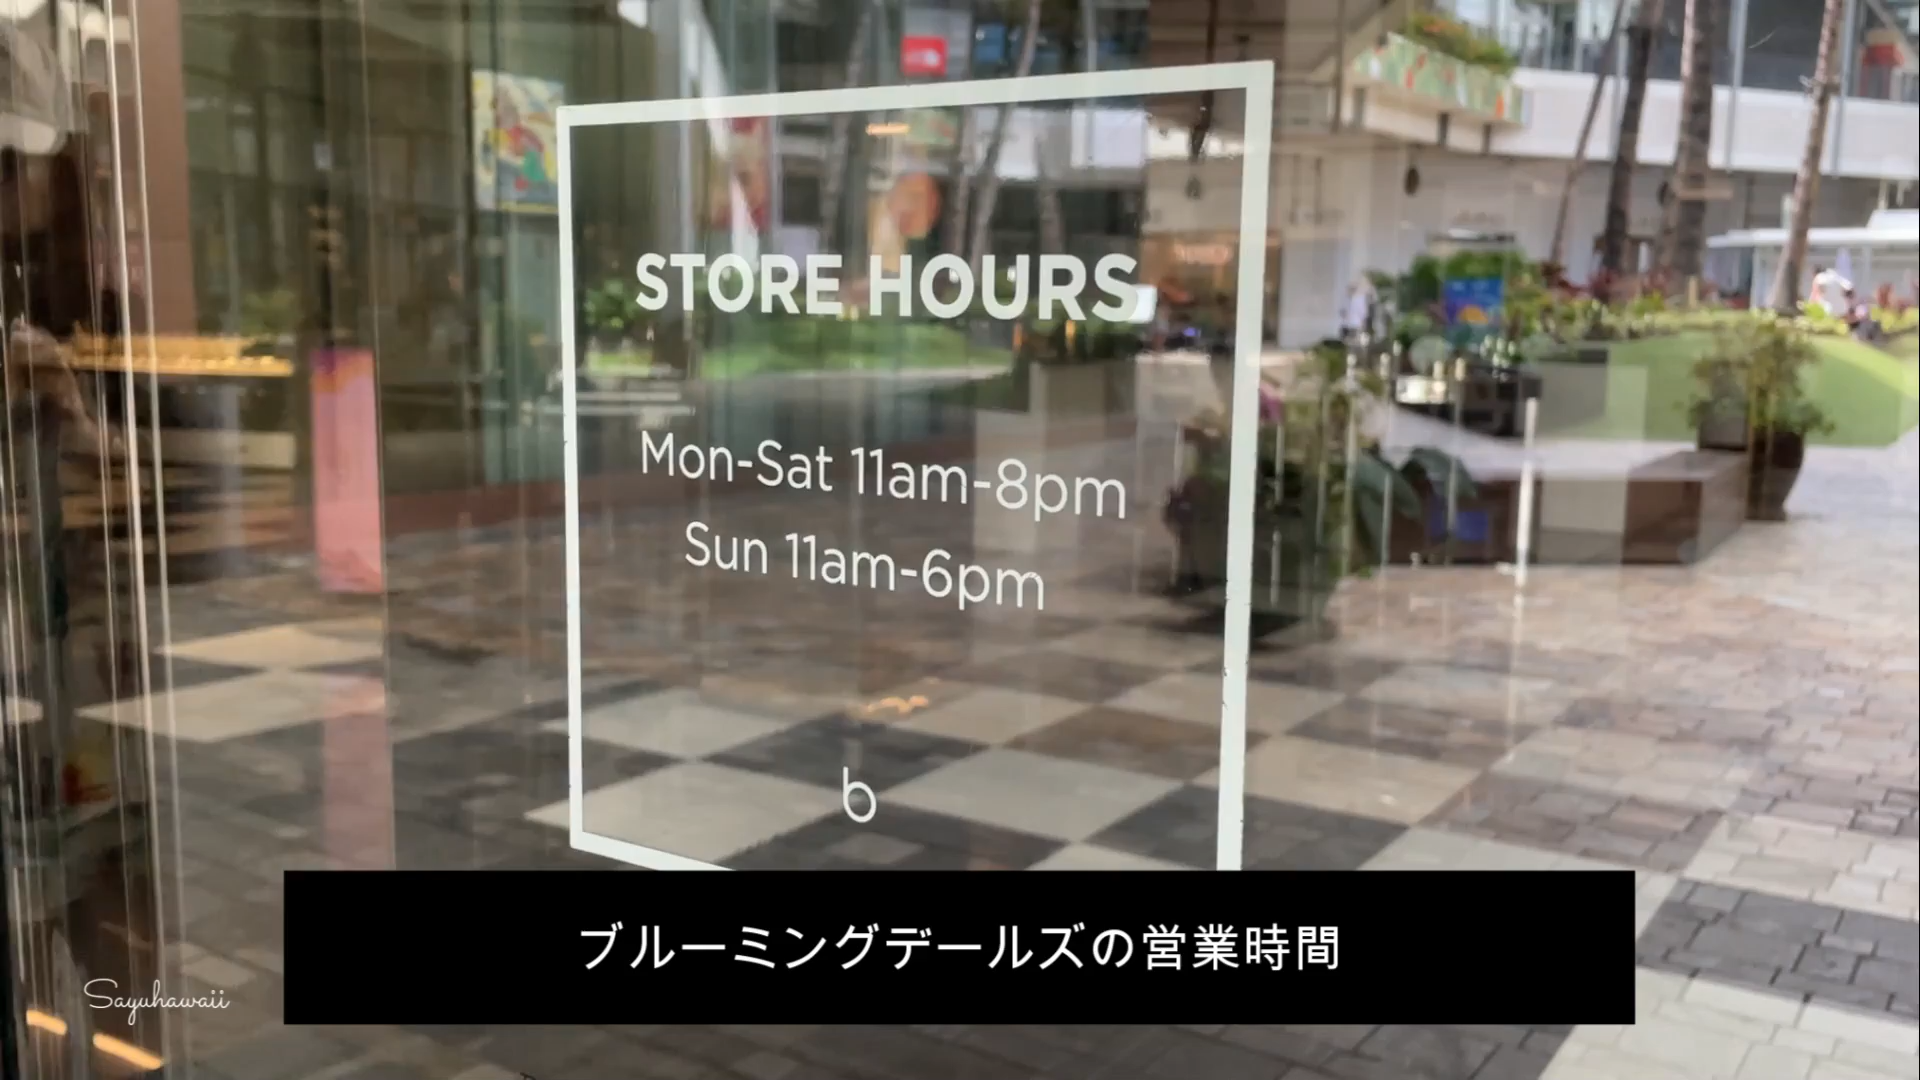 STORE HOURS
Mon-Sat 11am-8pm
Sun 11am-6pm
b
ブルーミングデールズの営業時間
Sayuhawaii